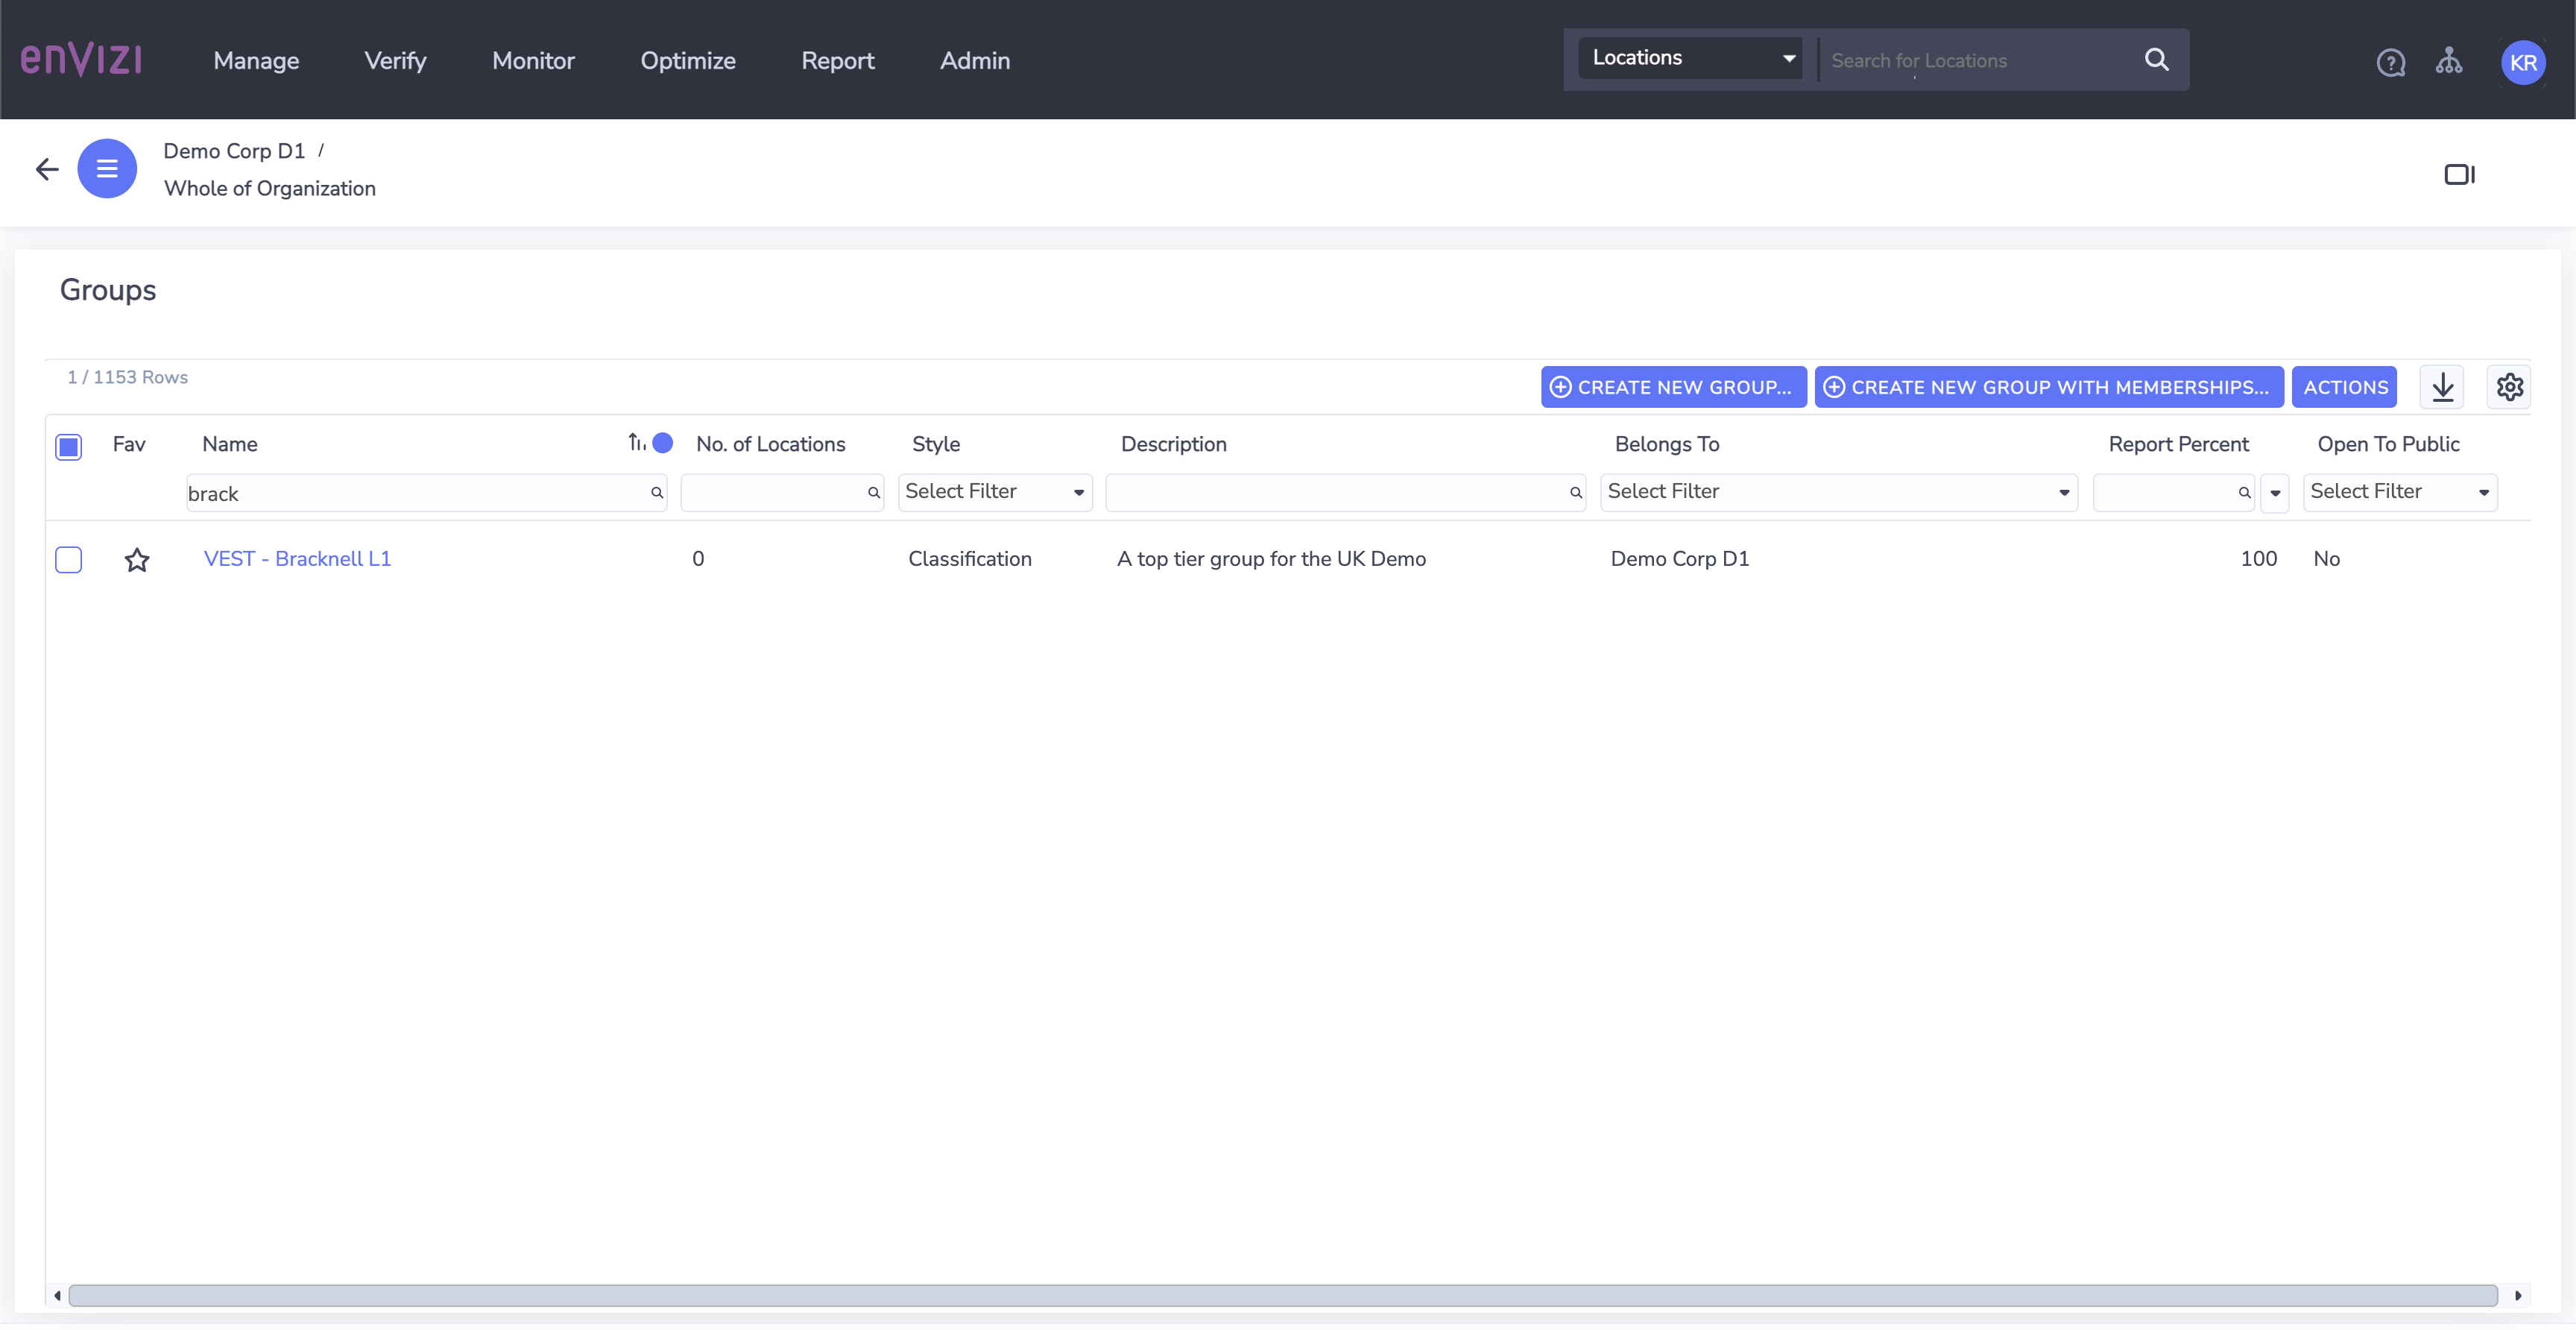 enVIZI Manage Verify Monitor Optimize Report Admin Locations Search for Locations ? KR
Demo Corp D1 /
Whole of Organization
Groups
1 / 1153 Rows CREATE NEW GROUP... CREATE NEW GROUP WITH MEMBERSHIPS... ACTIONS
Fav Name No. of Locations Style Description Belongs To Report Percent Open To Public
brack Select Filter Select Filter Select Filter
VEST - Bracknell L1 0 Classification A top tier group for the UK Demo Demo Corp D1 100 No